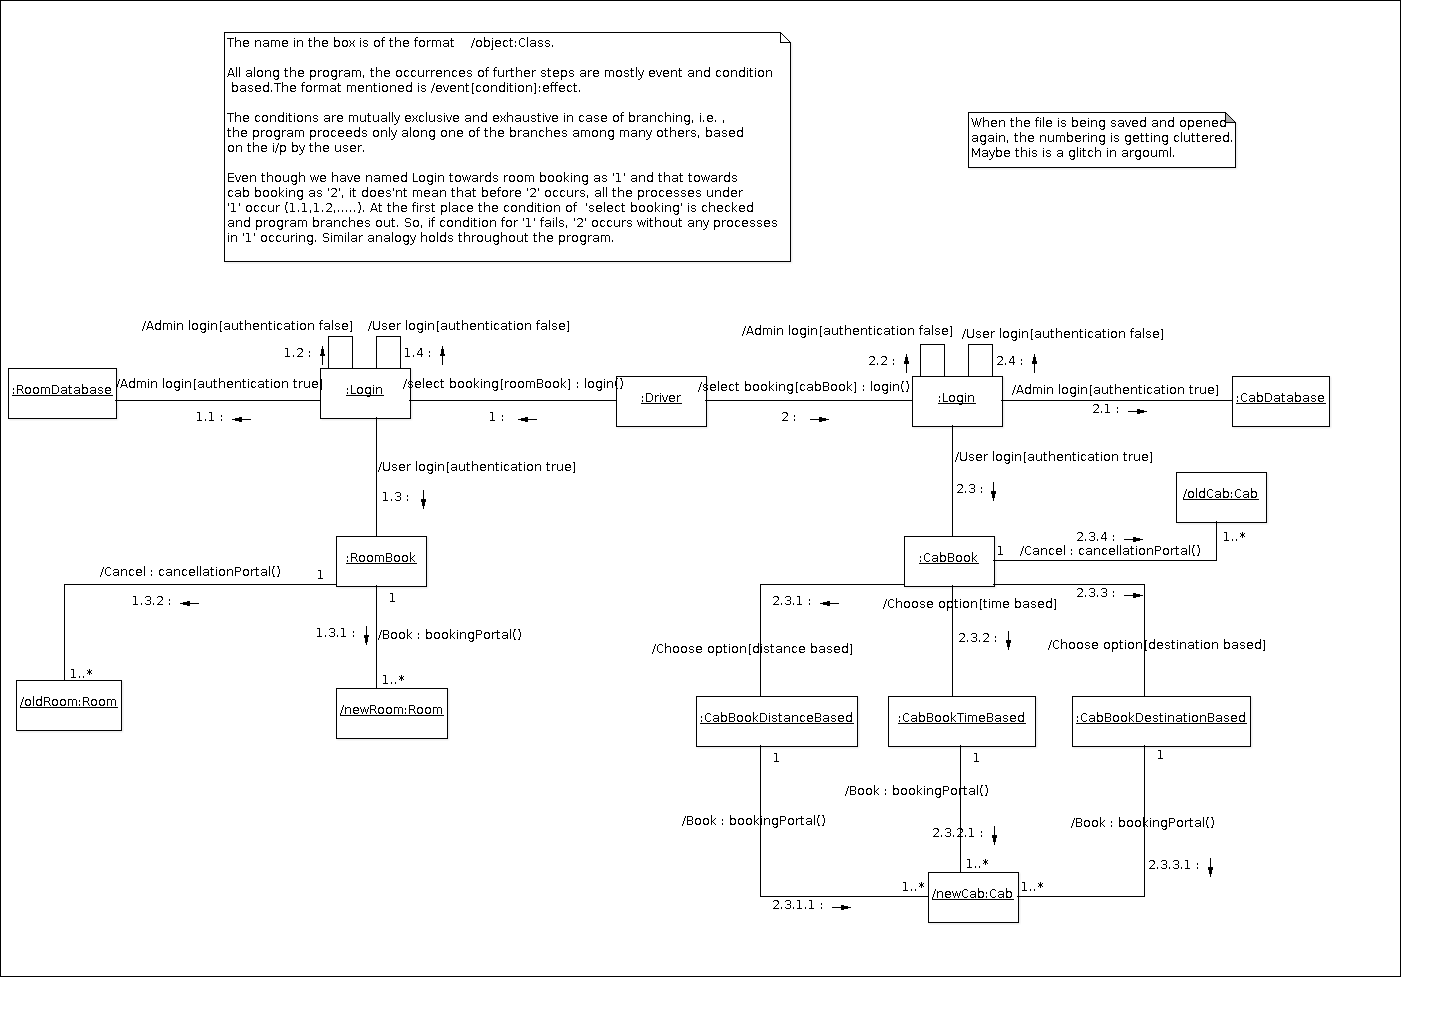 The name in the box is of the format    /object:Class.
All along the program, the occurrences of further steps are mostly event and condition
based.The format mentioned is /event[condition]:effect.
The conditions are mutually exclusive and exhaustive in case of branching, i.e. ,
the program proceeds only along one of the branches among many others, based
on the i/p by the user.
Even though we have named Login towards room booking as '1' and that towards
cab booking as '2', it does'nt mean that before '2' occurs, all the processes under
'1' occur (1.1,1.2,.....). At the first place the condition of  'select booking' is checked
and program branches out. So, if condition for '1' fails, '2' occurs without any processes
in '1' occuring. Similar analogy holds throughout the program.
When the file is being saved and opened
again, the numbering is getting cluttered.
Maybe this is a glitch in argouml.
/Admin login[authentication false]
/User login[authentication false]
1.2 :
1.4 :
/Admin login[authentication false]
/User login[authentication false]
2.2 :
2.4 :
:RoomDatabase
/Admin login[authentication true]
1.1 :
:Login
/select booking[roomBook] : login()
1 :
:Driver
/select booking[cabBook] : login()
2 :
:Login
/Admin login[authentication true]
2.1 :
:CabDatabase
/User login[authentication true]
1.3 :
/User login[authentication true]
2.3 :
/oldCab:Cab
1..*
2.3.4 :
1
/Cancel : cancellationPortal()
:RoomBook
:CabBook
/Cancel : cancellationPortal()
1
1.3.2 :
1
1.3.1 :
/Book : bookingPortal()
1..*
1..*
/oldRoom:Room
/newRoom:Room
2.3.1 :
/Choose option[time based]
2.3.3 :
2.3.2 :
/Choose option[distance based]
/Choose option[destination based]
:CabBookDistanceBased
:CabBookTimeBased
:CabBookDestinationBased
1
1
1
/Book : bookingPortal()
/Book : bookingPortal()
/Book : bookingPortal()
2.3.2.1 :
2.3.3.1 :
1..*
1..*
1..*
/newCab:Cab
2.3.1.1 :